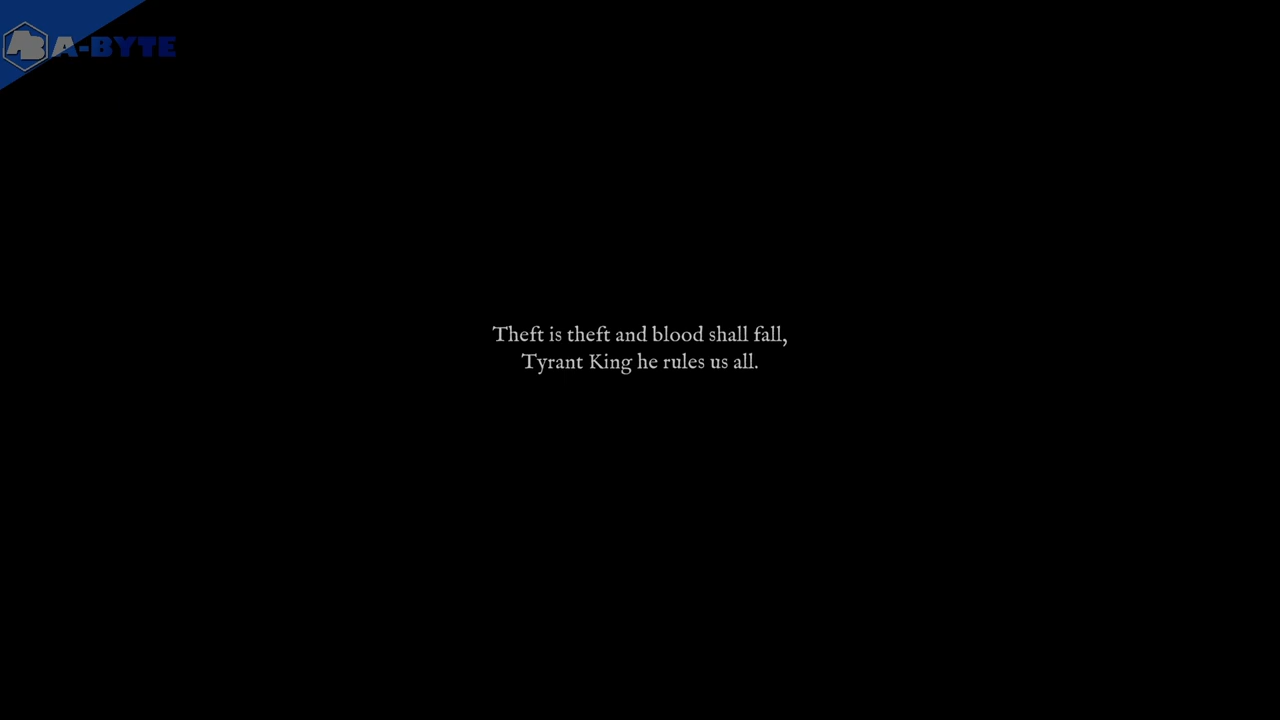 A-BYTE
Theft is theft and blood shall fall,
Tyrant King he rules us all.